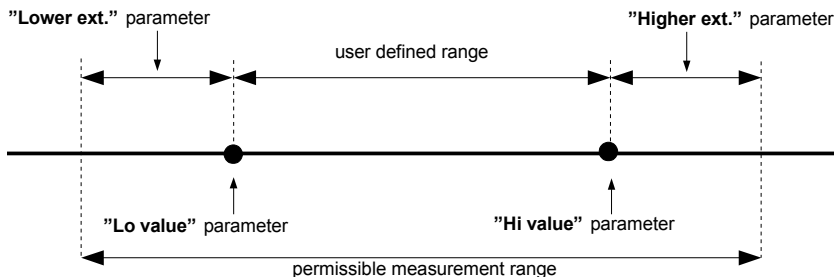 ”Lower ext.” parameter
”Higher ext.” parameter
user defined range
”Lo value” parameter
”Hi value” parameter
permissible measurement range